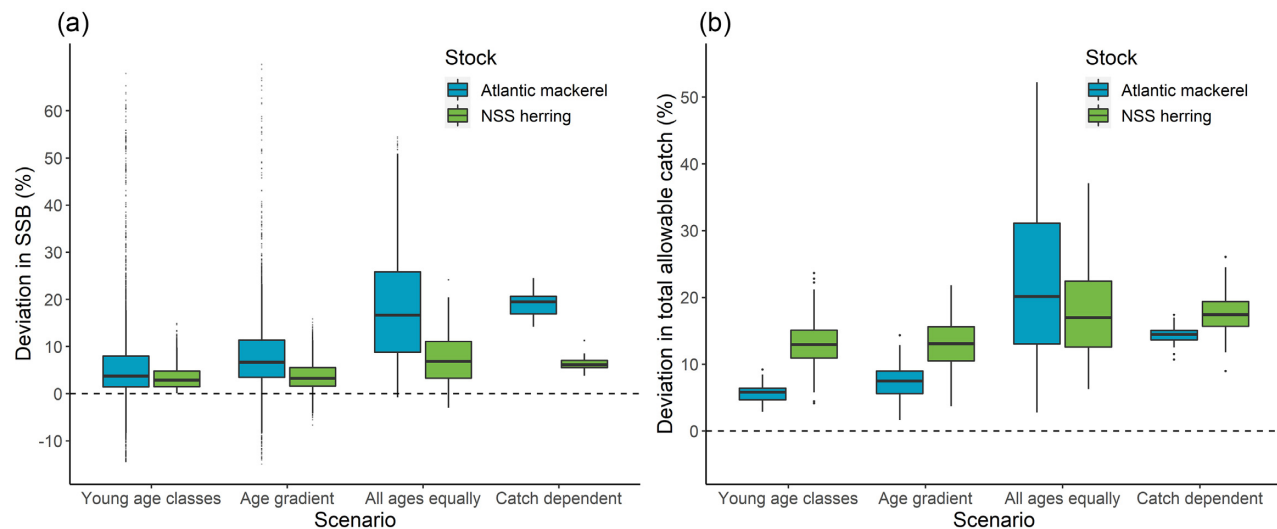 (a)
Stock
Atlantic mackerel
NSS herring
Deviation in SSB (%)
60
50
40
30
20
10
0
-10
Young age classes
Age gradient
All ages equally
Catch dependent
Scenario
(b)
Stock
Atlantic mackerel
NSS herring
Deviation in total allowable catch (%)
50
40
30
20
10
0
Young age classes
Age gradient
All ages equally
Catch dependent
Scenario